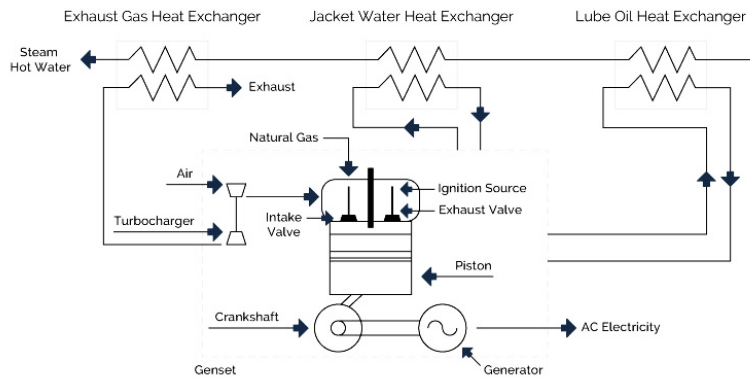 Exhaust Gas Heat Exchanger
Jacket Water Heat Exchanger
Lube Oil Heat Exchanger
Steam
Hot Water
Exhaust
Natural Gas
Air
Ignition Source
Turbocharger
Intake
Valve
Exhaust Valve
Piston
Crankshaft
AC Electricity
Genset
Generator